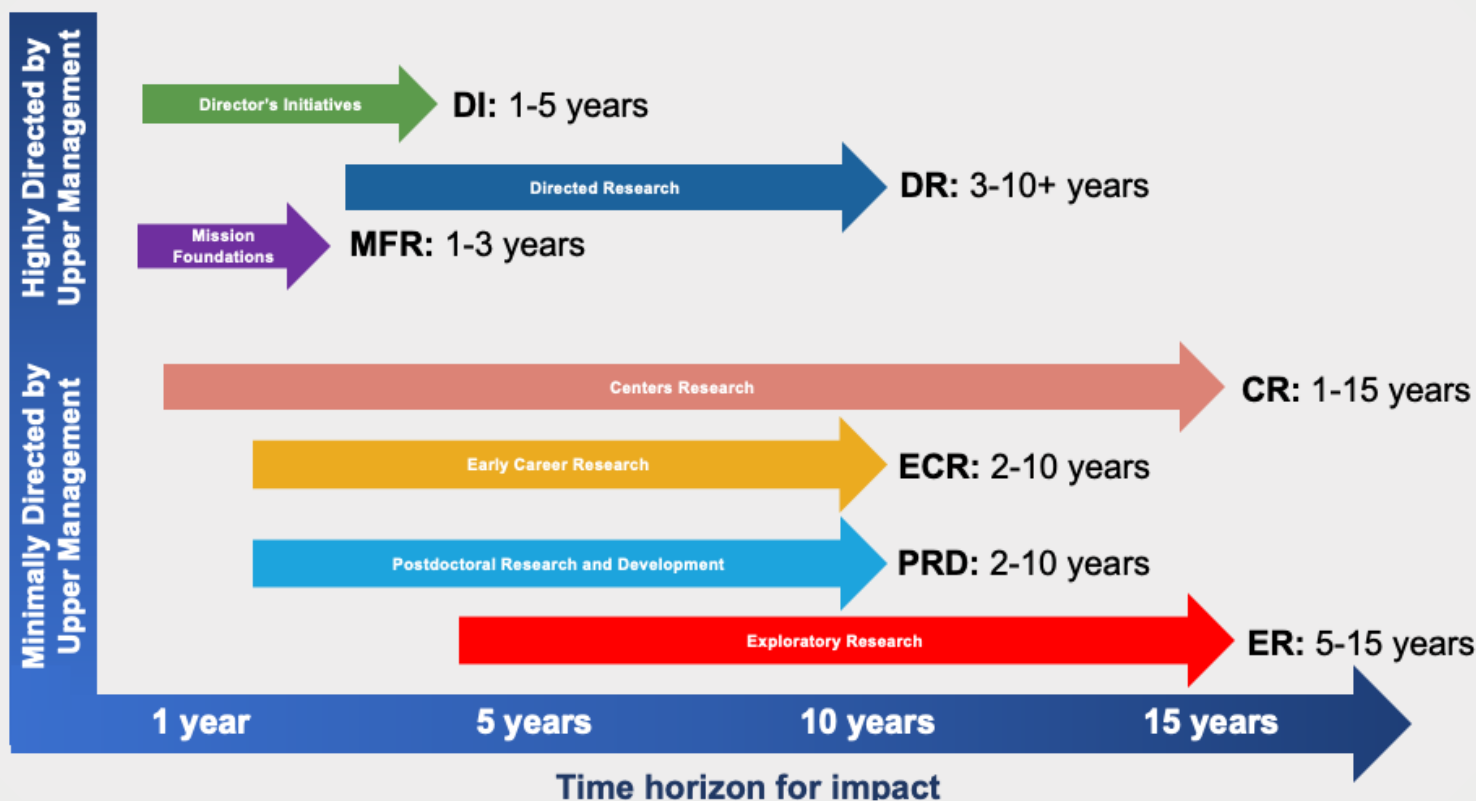 Highly Directed by
Upper Management
Director's Initiatives
DI: 1-5 years
Directed Research
DR: 3-10+ years
Mission
Foundations
MFR: 1-3 years
Minimally Directed by
Upper Management
Centers Research
CR: 1-15 years
Early Career Research
ECR: 2-10 years
Postdoctoral Research and Development
PRD: 2-10 years
Exploratory Research
ER: 5-15 years
1 year
5 years
10 years
15 years
Time horizon for impact